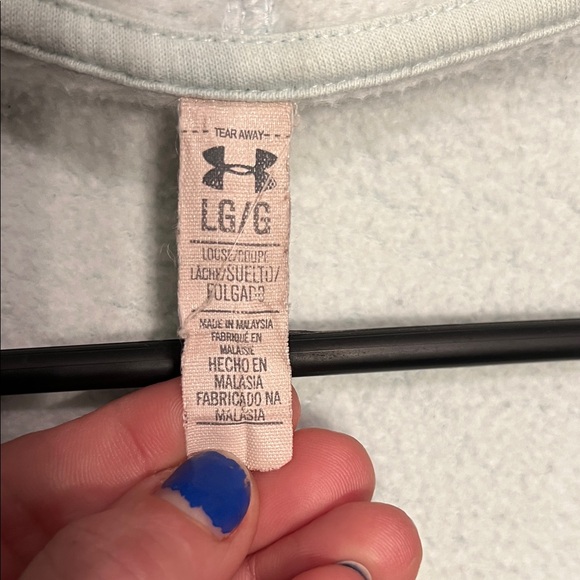 TEAR AWAY
LG/G
LOOSE/COUPE
LÂCHE/SUELTO/
FOLGADO
MADE IN MALAYSIA
FABRIQUÉ EN
MALAISIE
HECHO EN
MALASIA
FABRICADO NA
MALÁSIA